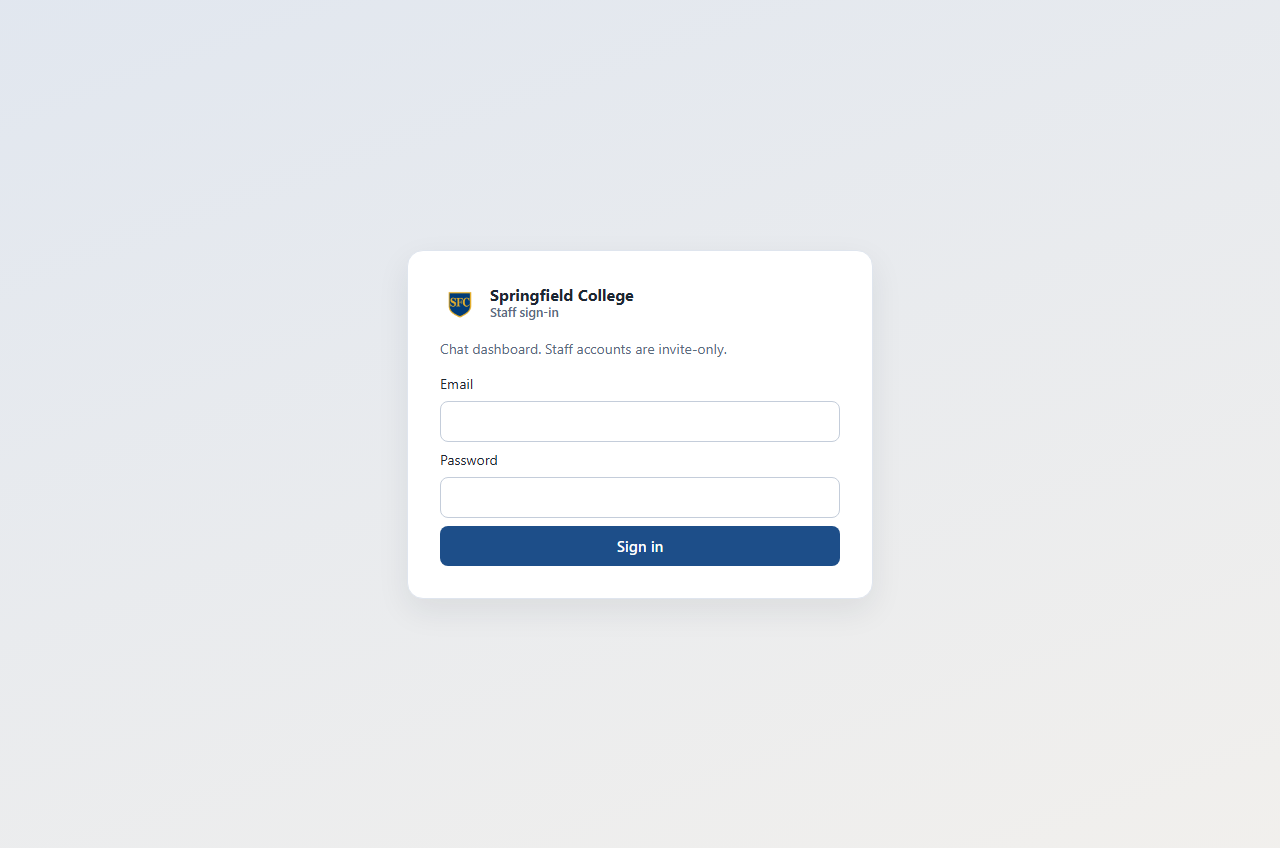 SFC
Springfield College
Staff sign-in
Chat dashboard. Staff accounts are invite-only.
Email
Password
Sign in